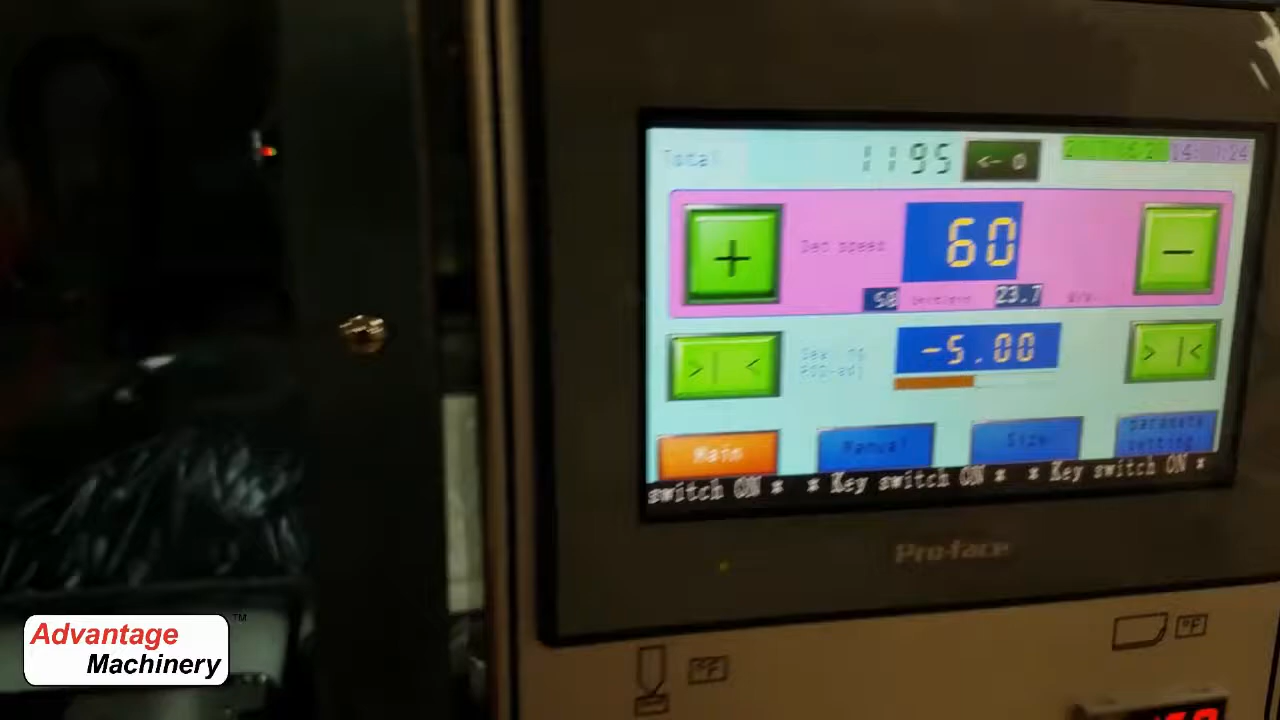 Total 1195 <- 0
+ Set speed 60 -
58 23.7
>|< -5.00 >|<
Main Manual Size
switch ON * * Key switch ON * * Key switch ON *
Pro-face
°F
°F
Advantage
Machinery
TM